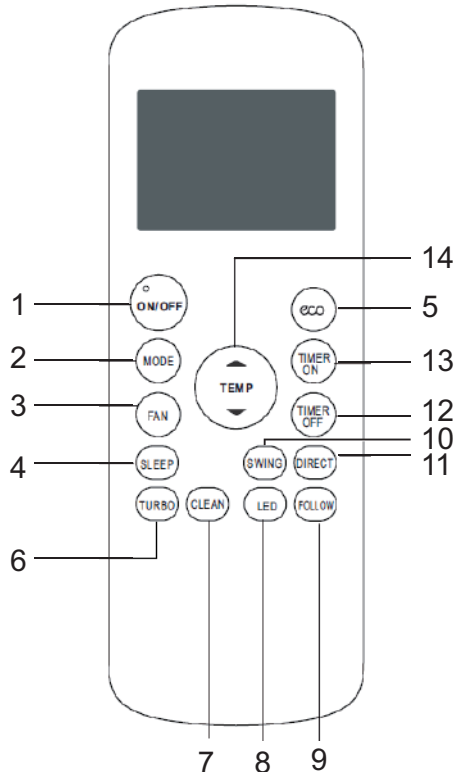 14
1
ON/OFF
eco
5
2
MODE
TEMP
TIMER
ON
13
3
FAN
TIMER
OFF
12
10
4
SLEEP
SWING
DIRECT
11
TURBO
CLEAN
LED
FOLLOW
6
7
8
9